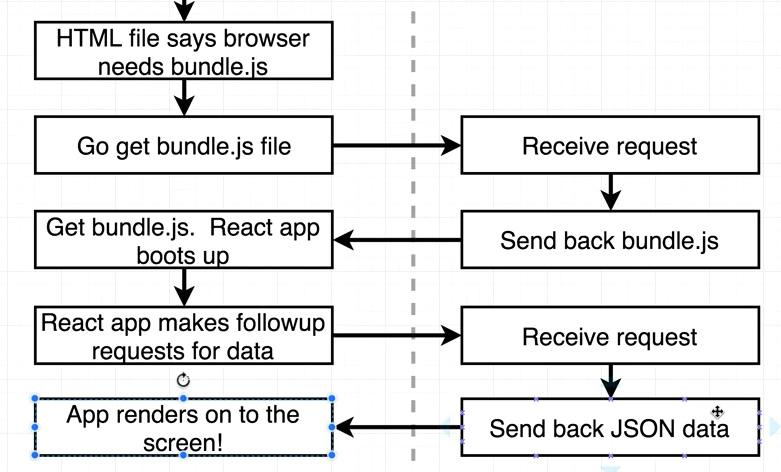 HTML file says browser
needs bundle.js
Go get bundle.js file
Receive request
Get bundle.js.  React app
boots up
Send back bundle.js
React app makes followup
requests for data
Receive request
App renders on to the
screen!
Send back JSON data